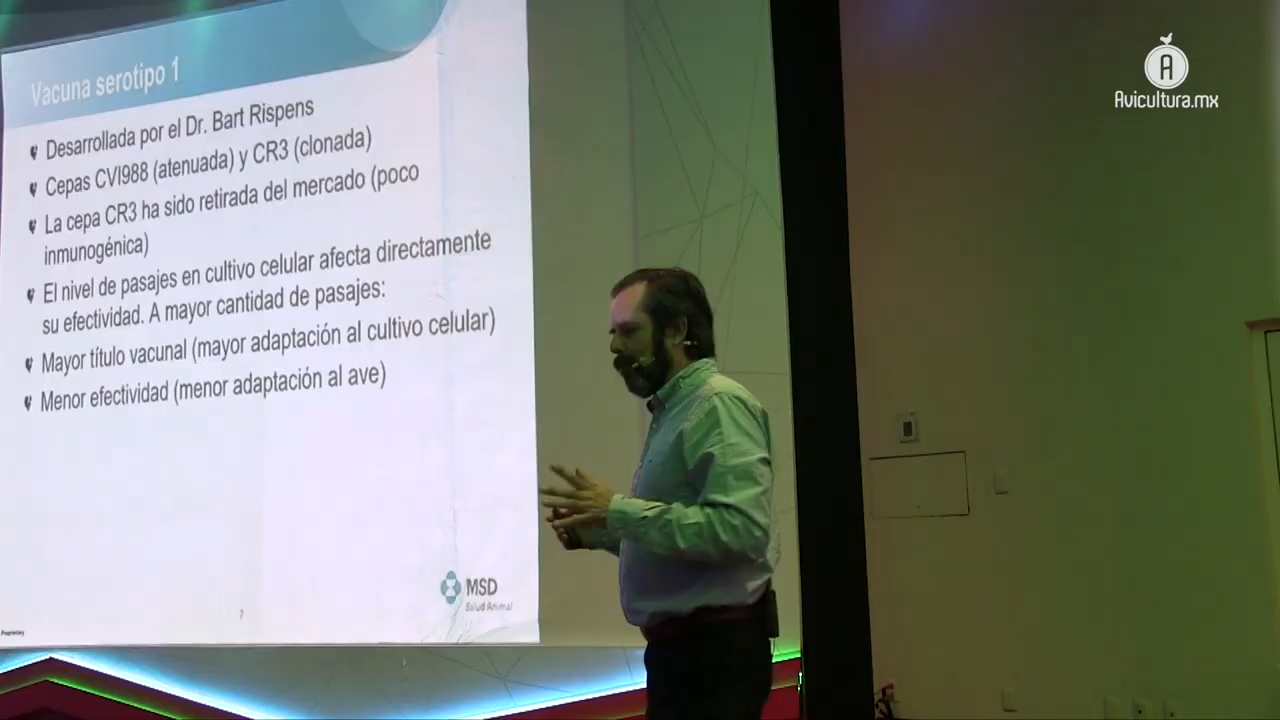 Vacuna serotipo 1
Desarrollada por el Dr. Bart Rispens
Cepas CVI988 (atenuada) y CR3 (clonada)
La cepa CR3 ha sido retirada del mercado (poco
inmunogénica)
El nivel de pasajes en cultivo celular afecta directamente
su efectividad. A mayor cantidad de pasajes:
Mayor título vacunal (mayor adaptación al cultivo celular)
Menor efectividad (menor adaptación al ave)
MSD
Salud Animal
7
Proprietary
A
Avicultura.mx